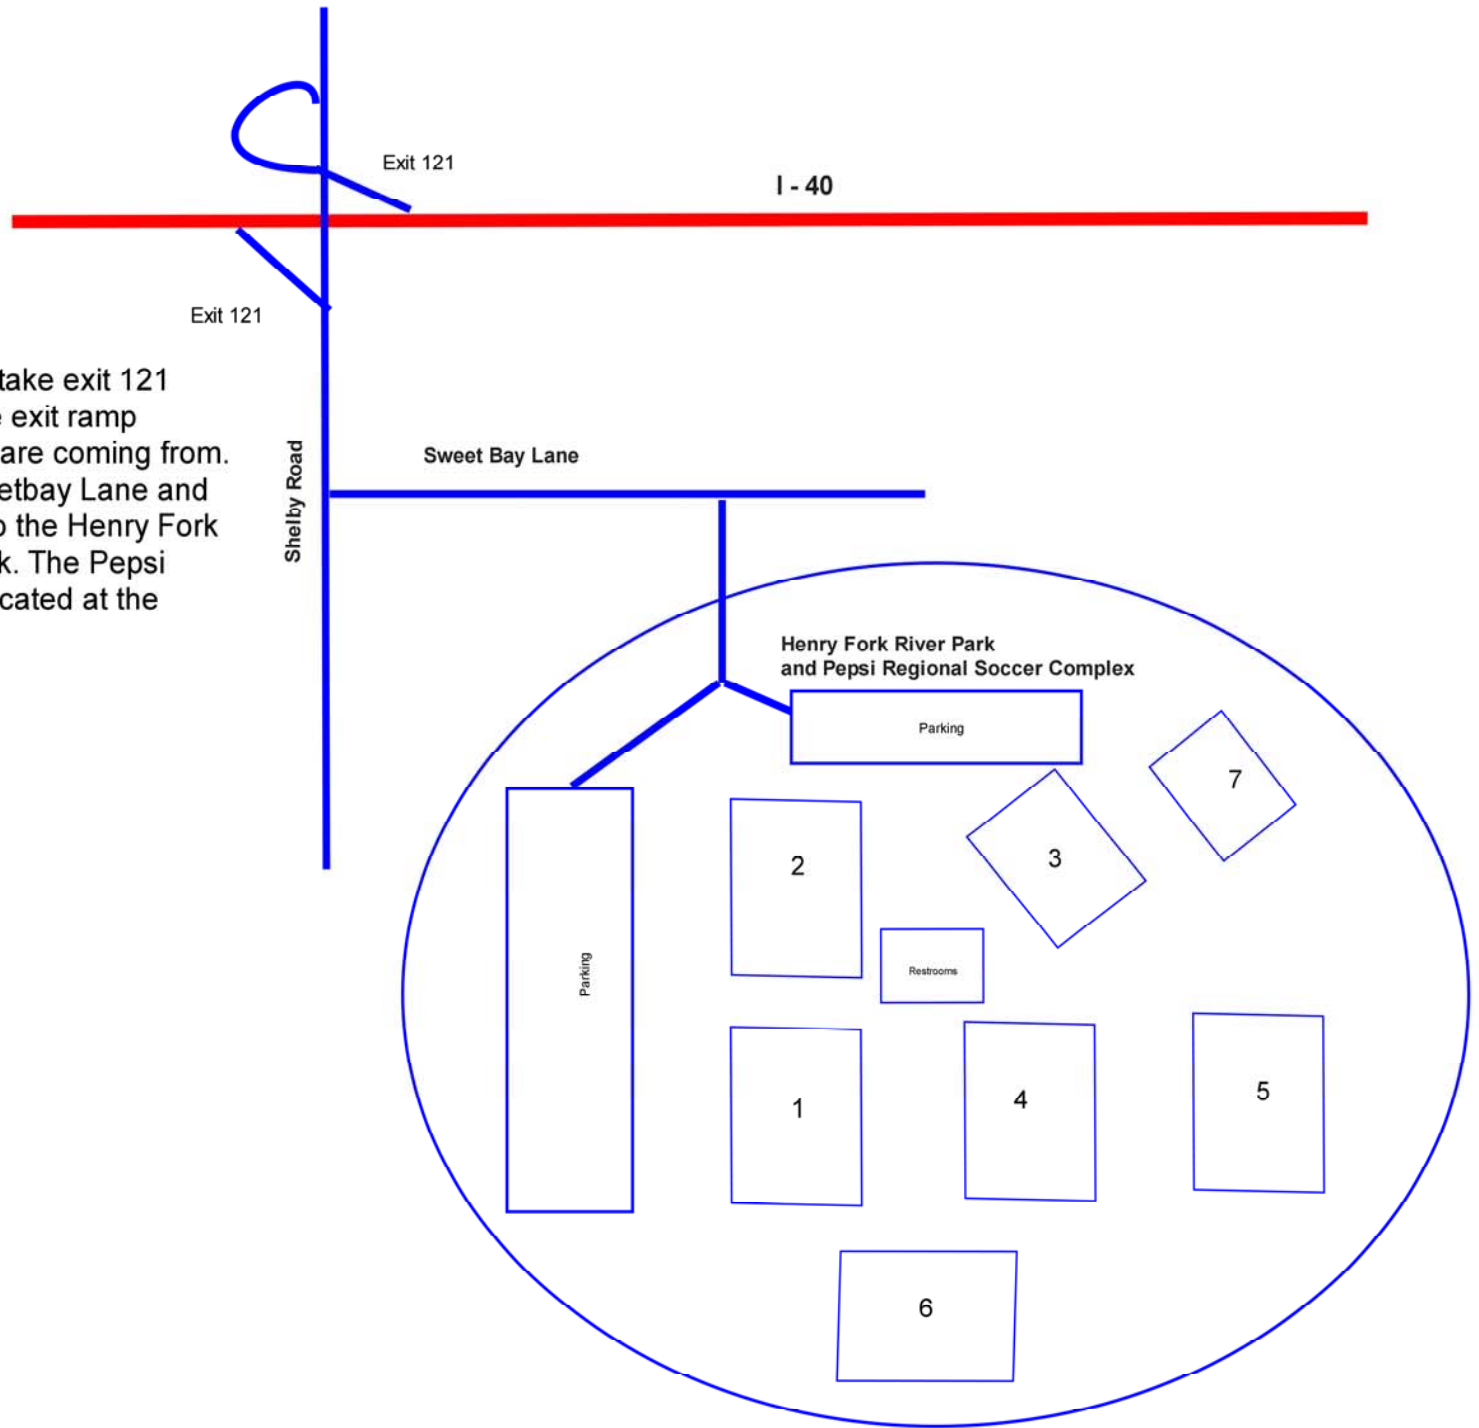 Exit 121
I - 40
Exit 121
take exit 121
exit ramp
are coming from.
etbay Lane and
the Henry Fork
k. The Pepsi
cated at the
Shelby Road
Sweet Bay Lane
Henry Fork River Park
and Pepsi Regional Soccer Complex
Parking
7
3
2
Restrooms
Parking
1
4
5
6